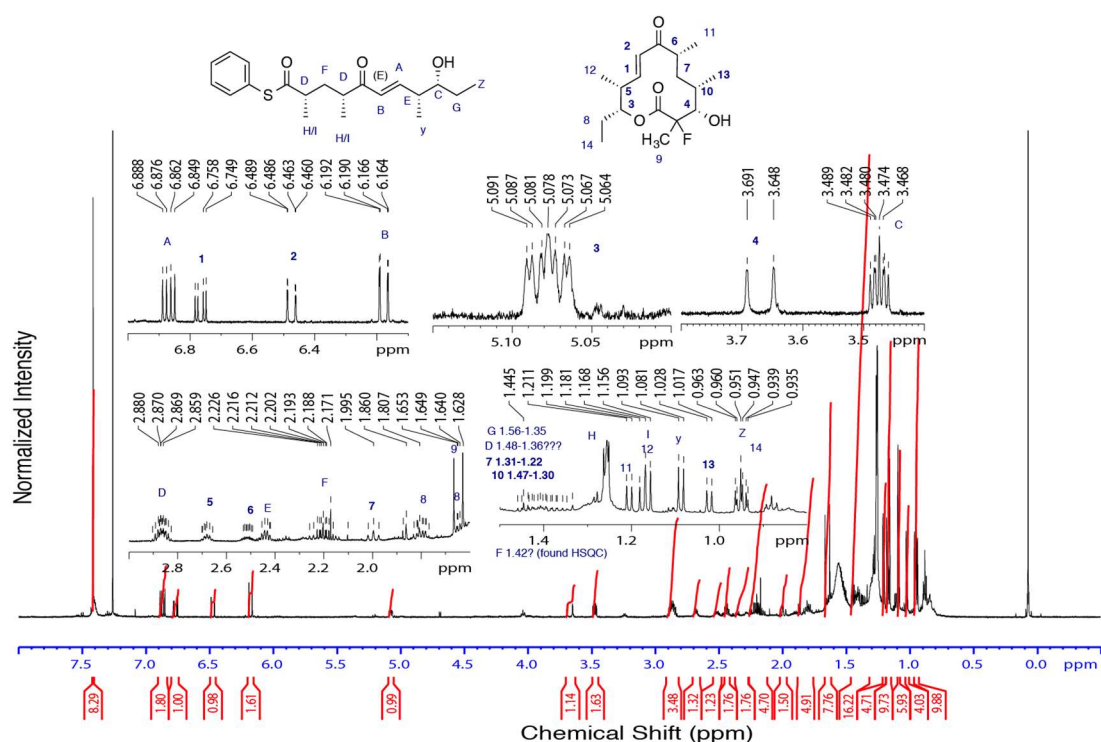 O
OH
O
S
D
F
D
(E)
A
B
E
C
G
Z
H/I
H/I
y
O
2
6
11
12
1
7
13
5
O
10
3
4
O
OH
8
H₃C
F
14
9
6.888
6.876
6.862
6.849
6.758
6.749
6.489
6.486
6.463
6.460
6.192
6.190
6.166
6.164
A
1
2
B
6.8
6.6
6.4
ppm
5.091
5.087
5.081
5.078
5.073
5.067
5.064
3
5.10
5.05
ppm
3.691
3.648
3.489
3.482
3.480
3.474
3.468
4
C
3.7
3.6
3.5
ppm
2.880
2.870
2.869
2.859
2.226
2.216
2.212
2.202
2.193
2.188
2.171
1.995
1.860
1.807
1.653
1.649
1.640
1.628
D
5
6
E
F
7
8
9
8
2.8
2.6
2.4
2.2
2.0
ppm
1.445
1.211
1.199
1.181
1.168
1.156
1.093
1.081
1.028
1.017
0.963
0.960
0.951
0.947
0.939
0.935
G 1.56-1.35
D 1.48-1.36???
7 1.31-1.22
10 1.47-1.30
H
11
I
12
y
13
Z
14
1.4
1.2
1.0
ppm
F 1.42? (found HSQC)
Normalized Intensity
7.5 7.0 6.5 6.0 5.5 5.0 4.5 4.0 3.5 3.0 2.5 2.0 1.5 1.0 0.5 0.0 ppm
8.29
1.80
1.00
0.98
1.61
0.99
1.14
1.63
3.48
1.32
1.23
1.76
1.76
4.70
1.50
4.91
7.76
16.22
4.71
9.73
5.93
4.03
9.88
Chemical Shift (ppm)